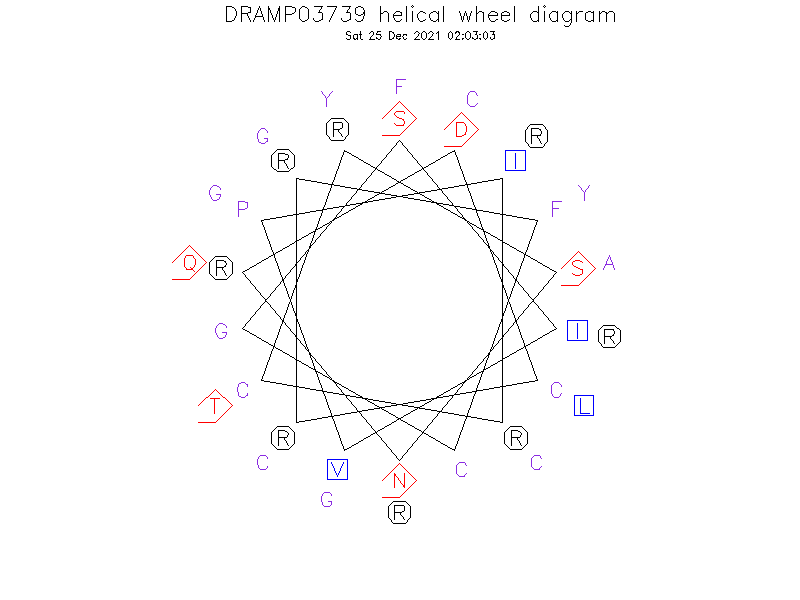 DRAMP03739 helical wheel diagram
Sat 25 Dec 2021 02:03:03
F
Y C
S D
G R R
R I
G Y
P F
Q R S A
G I R
C C
T L
R R
C V C C
N
G
R